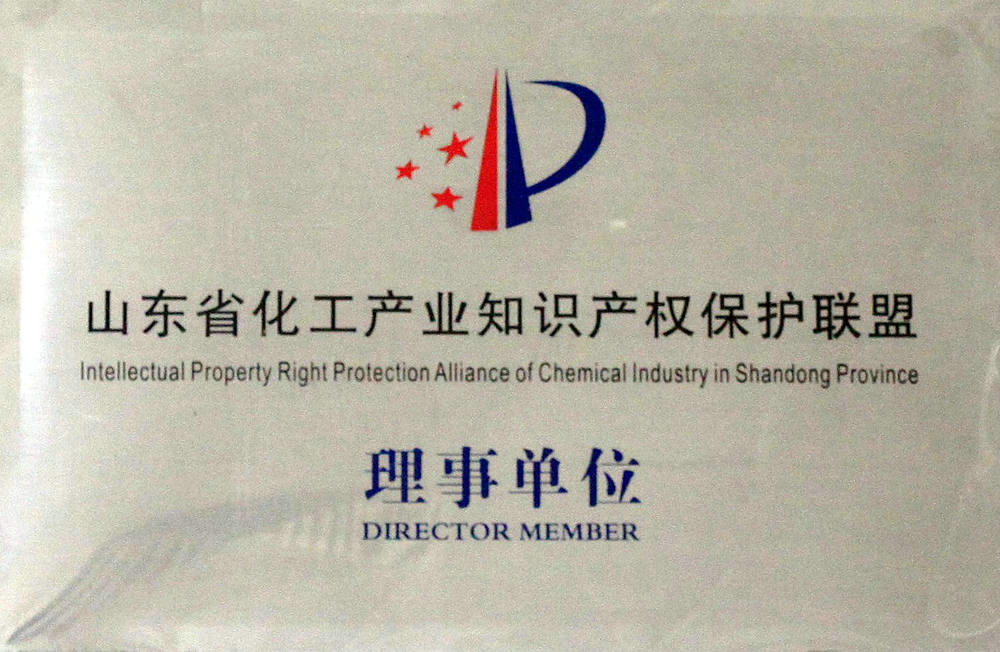 山东省化工产业知识产权保护联盟
Intellectual Property Right Protection Alliance of Chemical Industry in Shandong Province
理事单位
DIRECTOR MEMBER